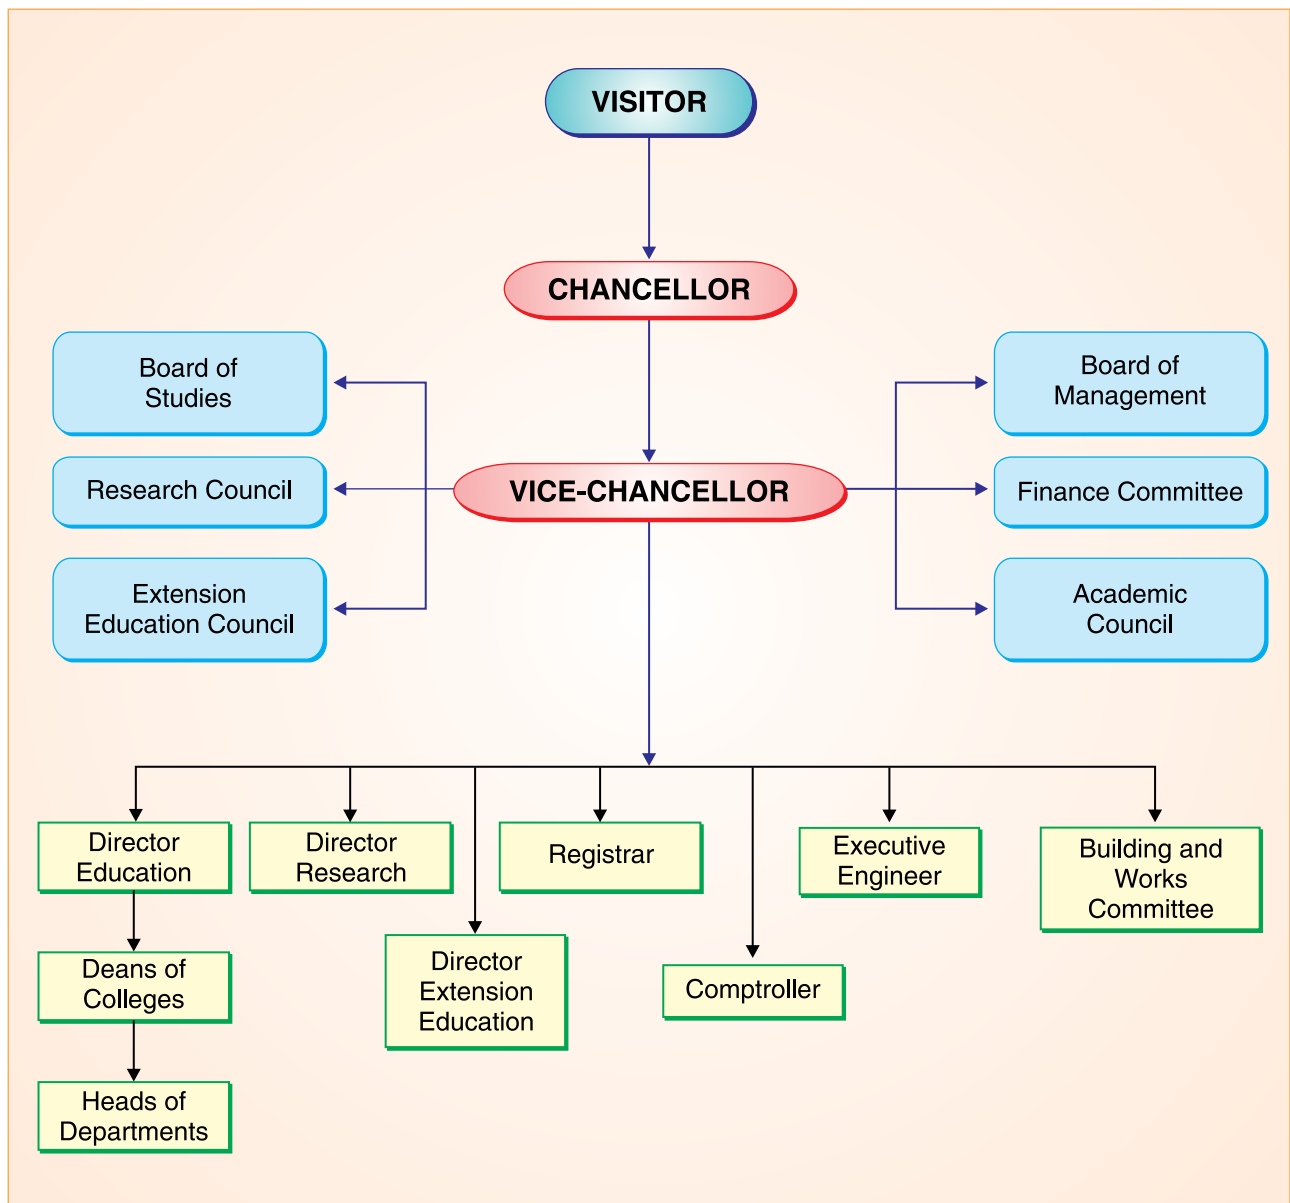 VISITOR
CHANCELLOR
Board of
Studies
Board of
Management
Research Council
VICE-CHANCELLOR
Finance Committee
Extension
Education Council
Academic
Council
Director
Education
Director
Research
Registrar
Executive
Engineer
Building and
Works
Committee
Deans of
Colleges
Director
Extension
Education
Comptroller
Heads of
Departments